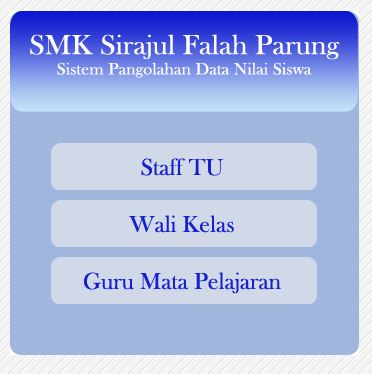 SMK Sirajul Falah Parung
Sistem Pangolahan Data Nilai Siswa
Staff TU
Wali Kelas
Guru Mata Pelajaran